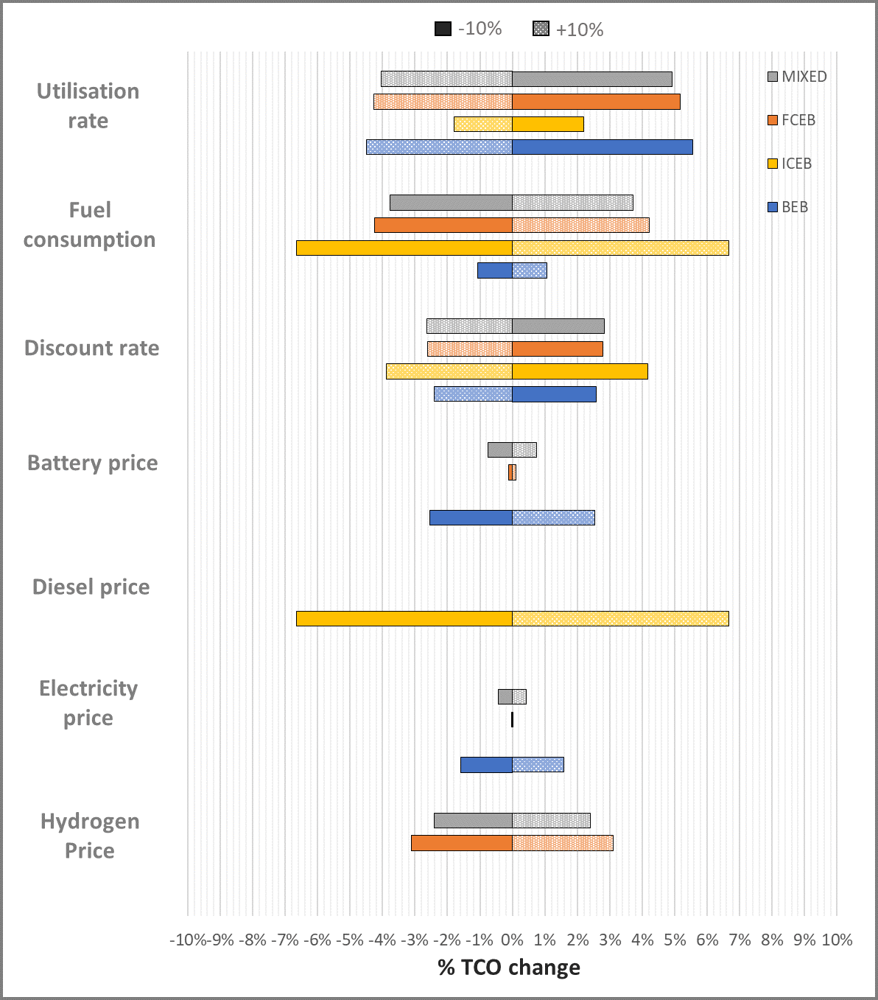 -10% +10%
Utilisation
rate
Fuel
consumption
Discount rate
Battery price
Diesel price
Electricity
price
Hydrogen
Price
MIXED
FCEB
ICEB
BEB
-10% -9% -8% -7% -6% -5% -4% -3% -2% -1% 0% 1% 2% 3% 4% 5% 6% 7% 8% 9% 10%
% TCO change